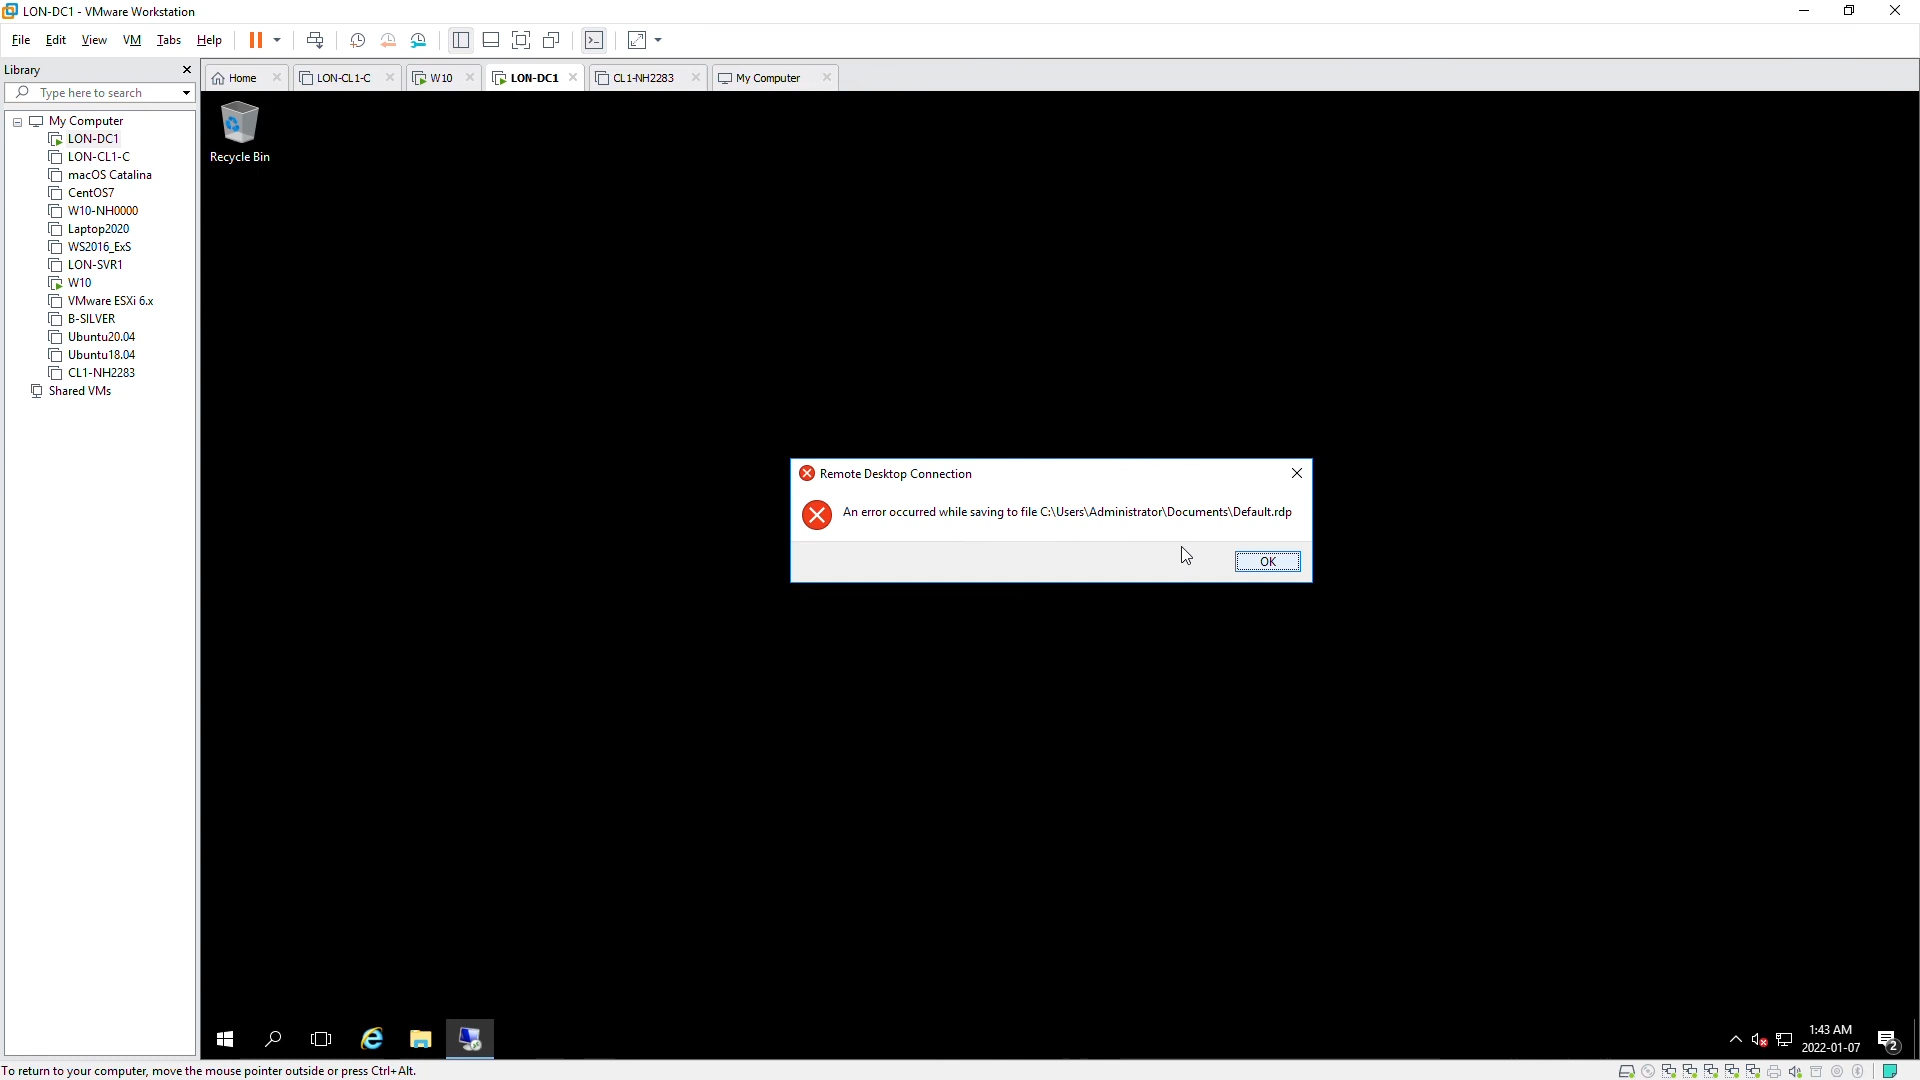 LON-DC1 - VMware Workstation
File Edit View VM Tabs Help
Library
Type here to search
My Computer
LON-DC1
LON-CL1-C
macOS Catalina
CentOS7
W10-NH0000
Laptop2020
WS2016_ExS
LON-SVR1
W10
VMware ESXi 6.x
B-SILVER
Ubuntu20.04
Ubuntu18.04
CL1-NH2283
Shared VMs
Home LON-CL1-C W10 LON-DC1 CL1-NH2283 My Computer
Recycle Bin
Remote Desktop Connection
An error occurred while saving to file C:\Users\Administrator\Documents\Default.rdp
OK
1:43 AM
2022-01-07
2
To return to your computer, move the mouse pointer outside or press Ctrl+Alt.